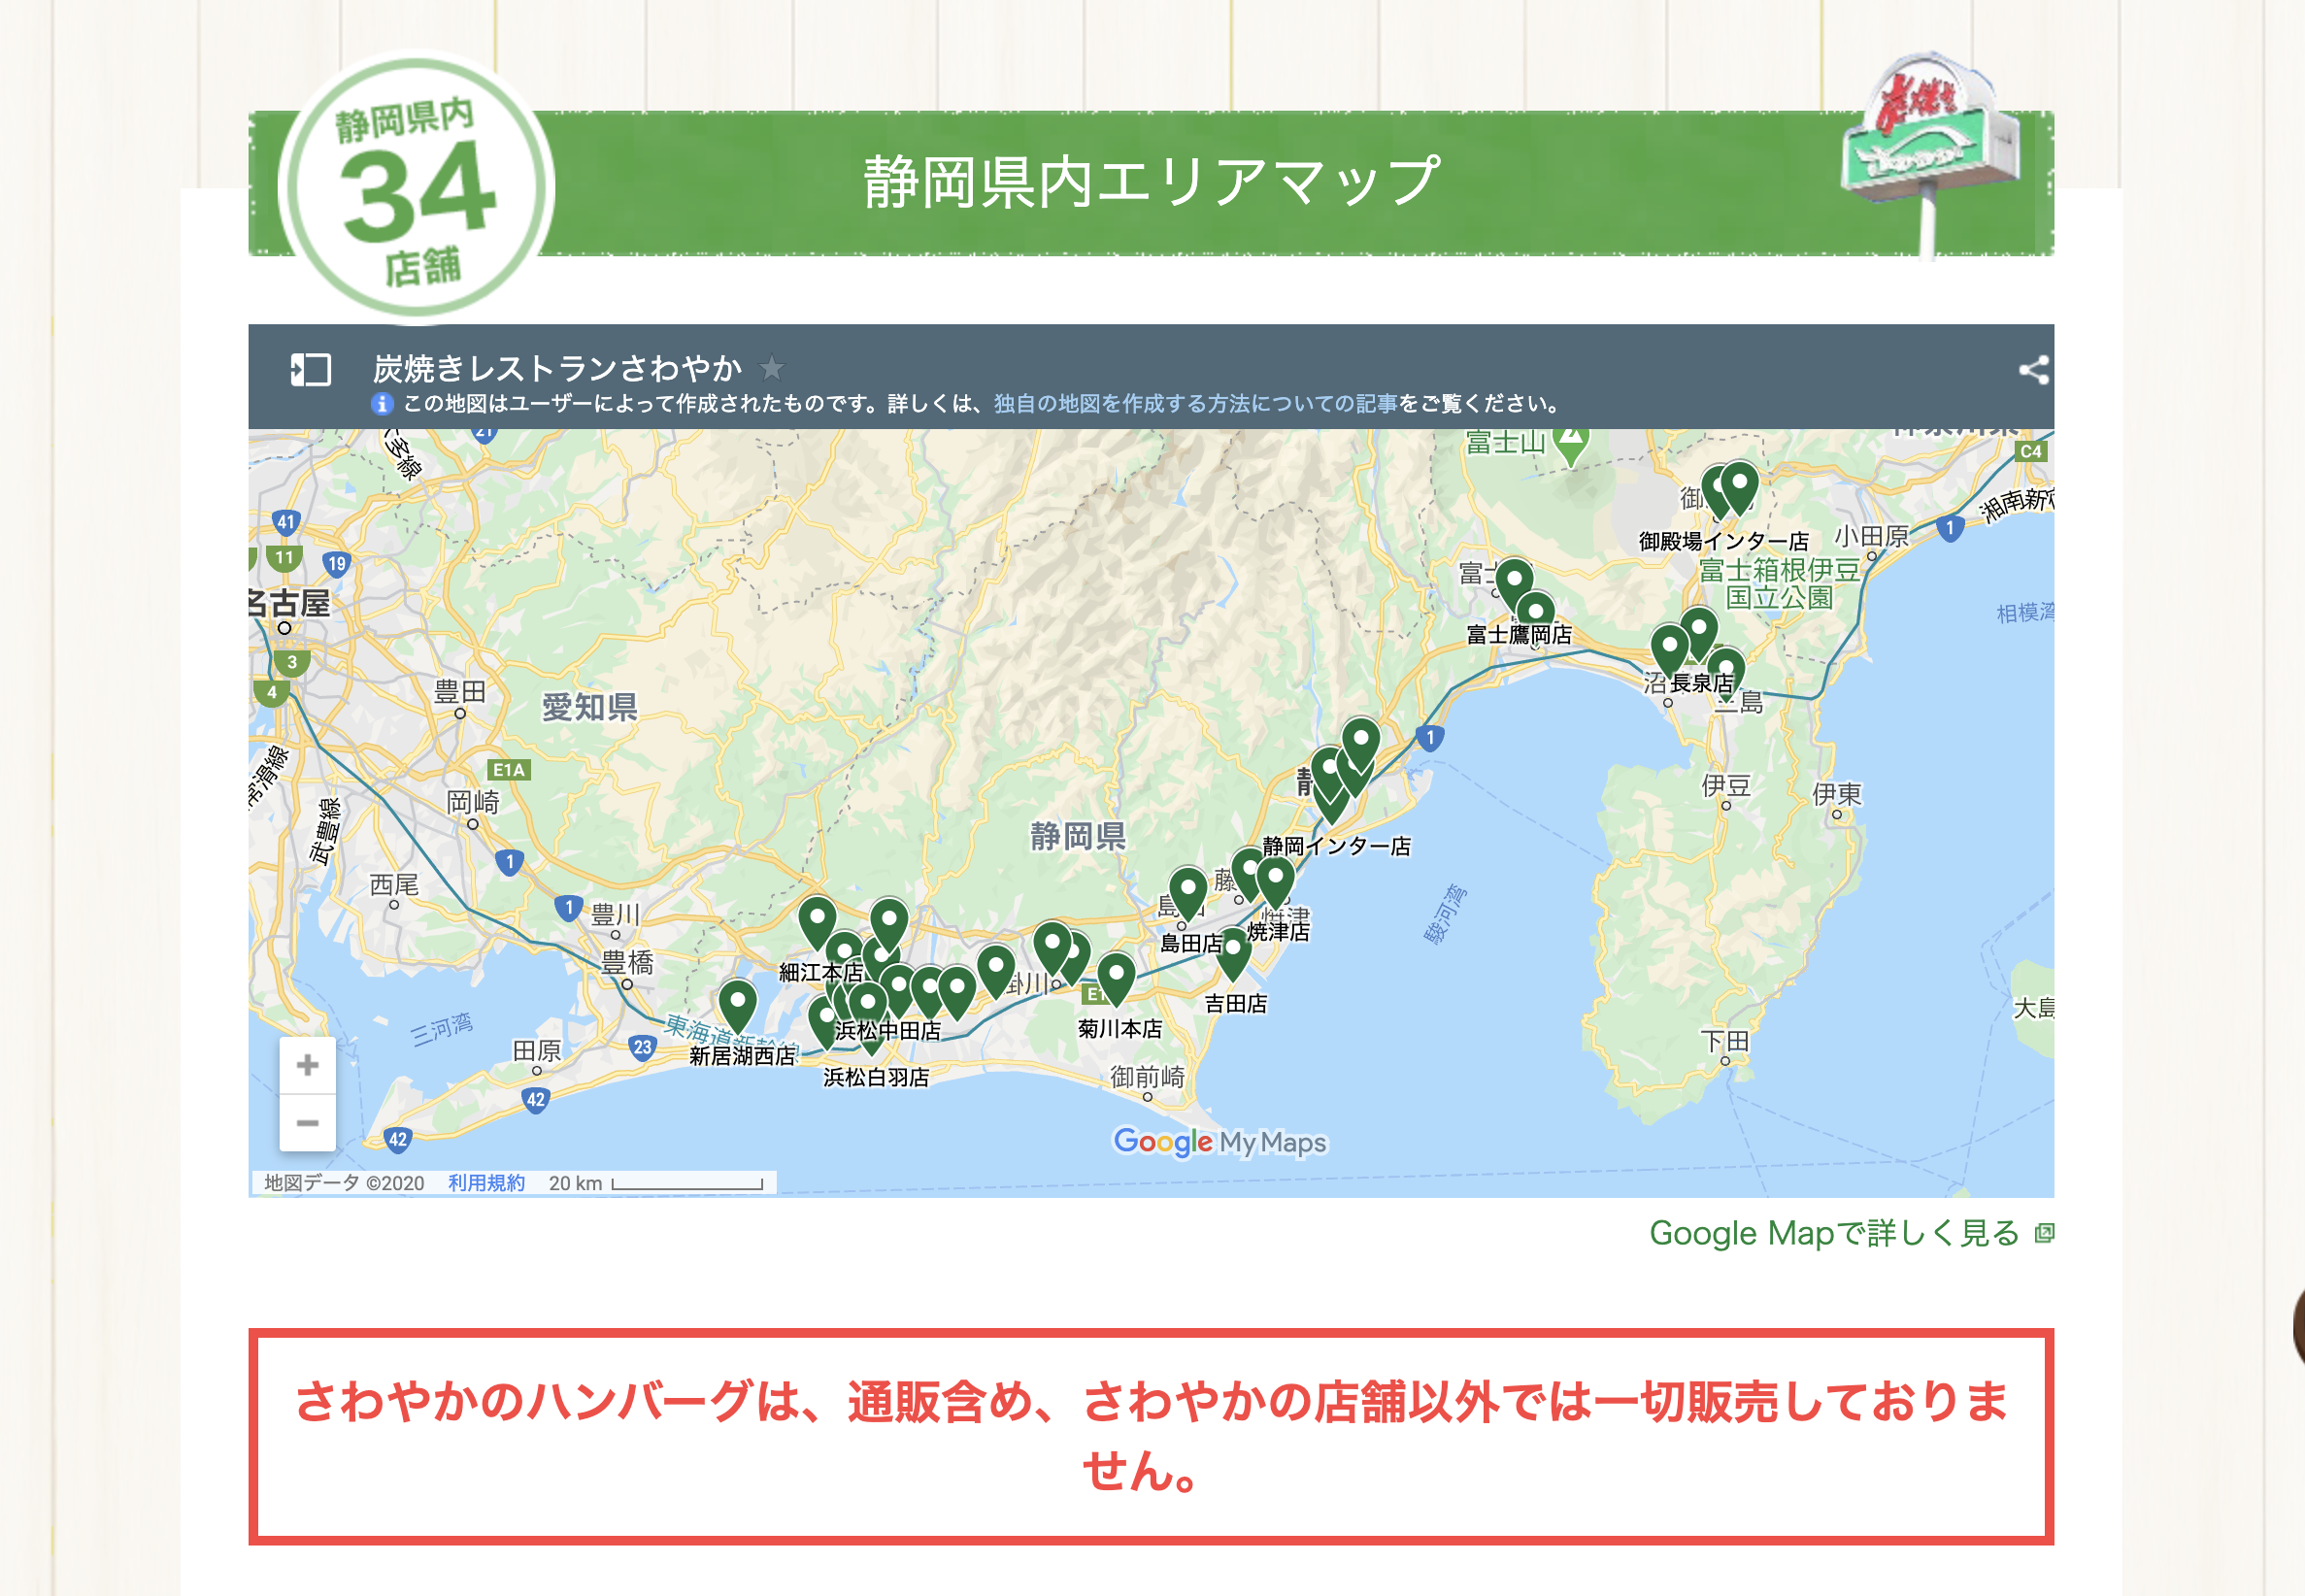 静岡県内
34
店舗
静岡県内エリアマップ
炭焼き
炭焼きレストランさわやか
この地図はユーザーによって作成されたものです。詳しくは、独自の地図を作成する方法についての記事をご覧ください。
21
富士山
C4
41
11
19
御殿場インター店
小田原
1
富士箱根伊豆
国立公園
名古屋
富士鷹岡店
3
4
豊田
愛知県
長泉店
三島
1
E1A
岡崎
常滑線
武豊線
伊豆
伊東
静岡県
静岡インター店
1
西尾
1
豊川
駿河湾
島田店
焼津
焼津店
豊橋
細江本店
掛川
吉田店
大島
三河湾
浜松中田店
菊川本店
東海道新幹線
新居湖西店
田原
23
浜松白羽店
下田
御前崎
42
42
Google My Maps
地図データ ©2020 利用規約 20 km
Google Mapで詳しく見る
さわやかのハンバーグは、通販含め、さわやかの店舗以外では一切販売しておりま
せん。